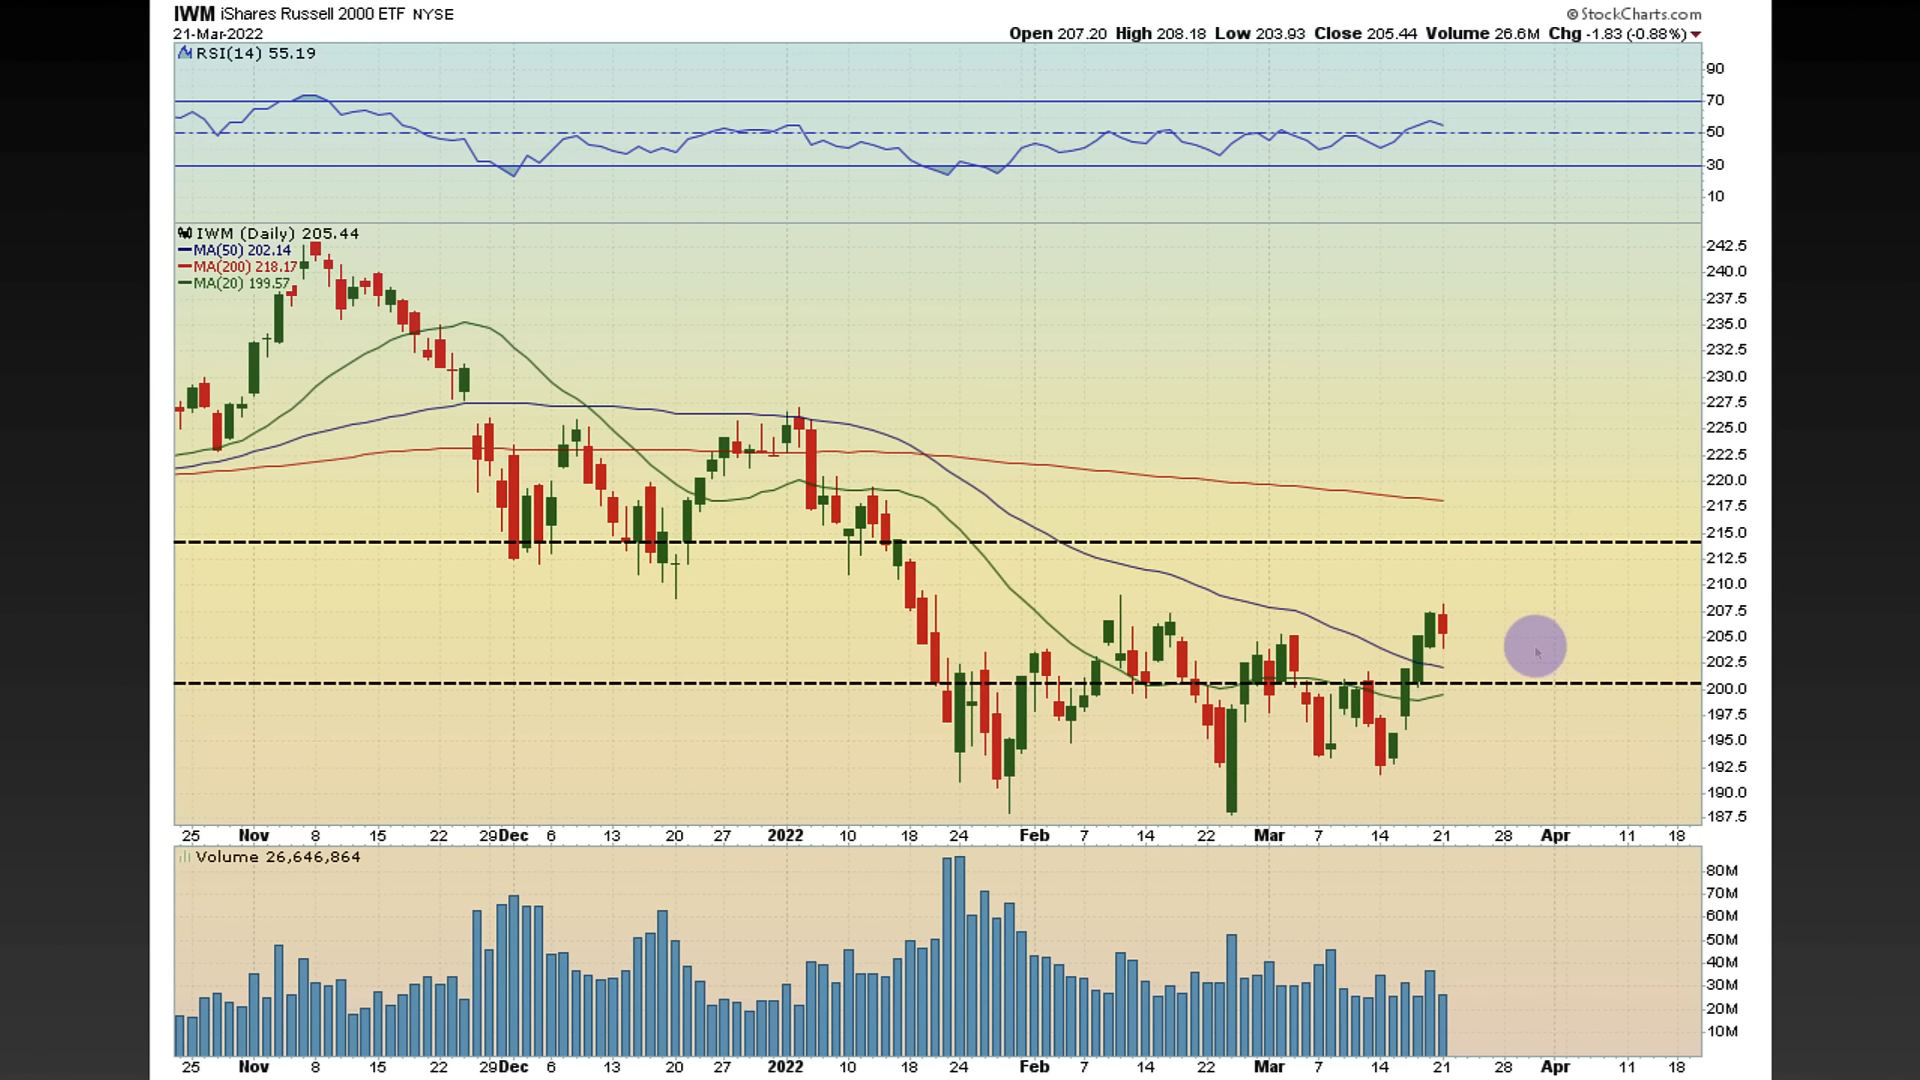 IWM iShares Russell 2000 ETF NYSE
© StockCharts.com
21-Mar-2022
Open 207.20 High 208.18 Low 203.93 Close 205.44 Volume 26.6M Chg -1.83 (-0.88%)
RSI(14) 55.19
90
70
50
30
10
IWM (Daily) 205.44
MA(50) 202.14
MA(200) 218.17
MA(20) 199.57
242.5
240.0
237.5
235.0
232.5
230.0
227.5
225.0
222.5
220.0
217.5
215.0
212.5
210.0
207.5
205.0
202.5
200.0
197.5
195.0
192.5
190.0
187.5
25 Nov 8 15 22 29 Dec 6 13 20 27 2022 10 18 24 Feb 7 14 22 Mar 7 14 21 28 Apr 11 18
Volume 26,646,864
80M
70M
60M
50M
40M
30M
20M
10M
25 Nov 8 15 22 29 Dec 6 13 20 27 2022 10 18 24 Feb 7 14 22 Mar 7 14 21 28 Apr 11 18